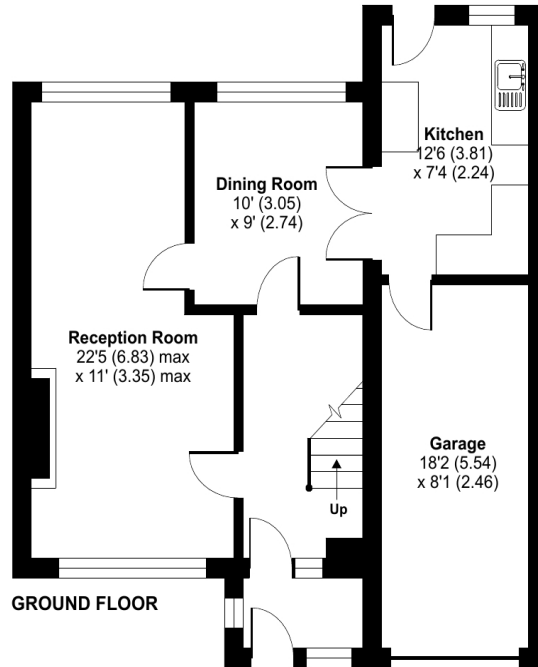 Kitchen
12'6 (3.81)
x 7'4 (2.24)
Dining Room
10' (3.05)
x 9' (2.74)
Reception Room
22'5 (6.83) max
x 11' (3.35) max
Garage
18'2 (5.54)
x 8'1 (2.46)
Up
GROUND FLOOR